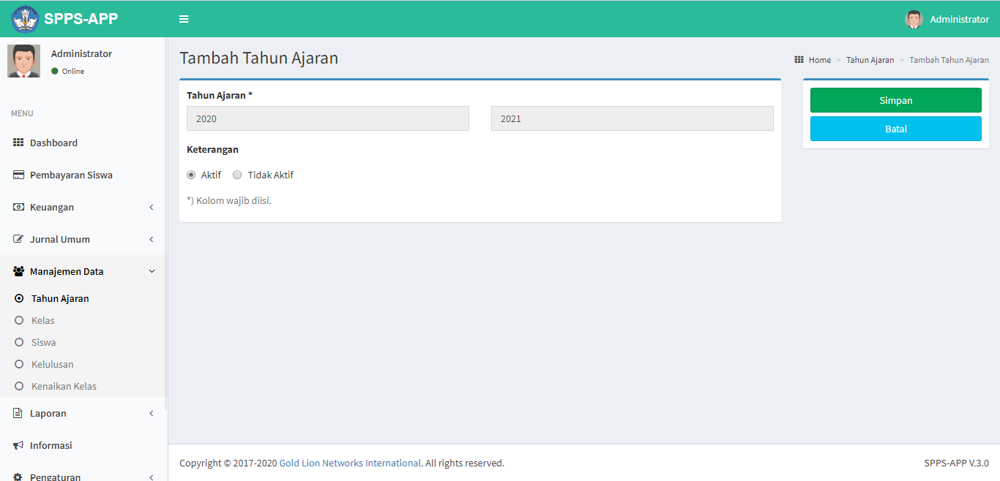 SPPS-APP
Administrator
Administrator
Online
MENU
Dashboard
Pembayaran Siswa
Keuangan
Jurnal Umum
Manajemen Data
Tahun Ajaran
Kelas
Siswa
Kelulusan
Kenaikan Kelas
Laporan
Informasi
Pengaturan
Tambah Tahun Ajaran
Home > Tahun Ajaran > Tambah Tahun Ajaran
Tahun Ajaran *
2020 2021
Keterangan
Aktif Tidak Aktif
*) Kolom wajib diisi.
Simpan
Batal
Copyright © 2017-2020 Gold Lion Networks International. All rights reserved.
SPPS-APP V.3.0